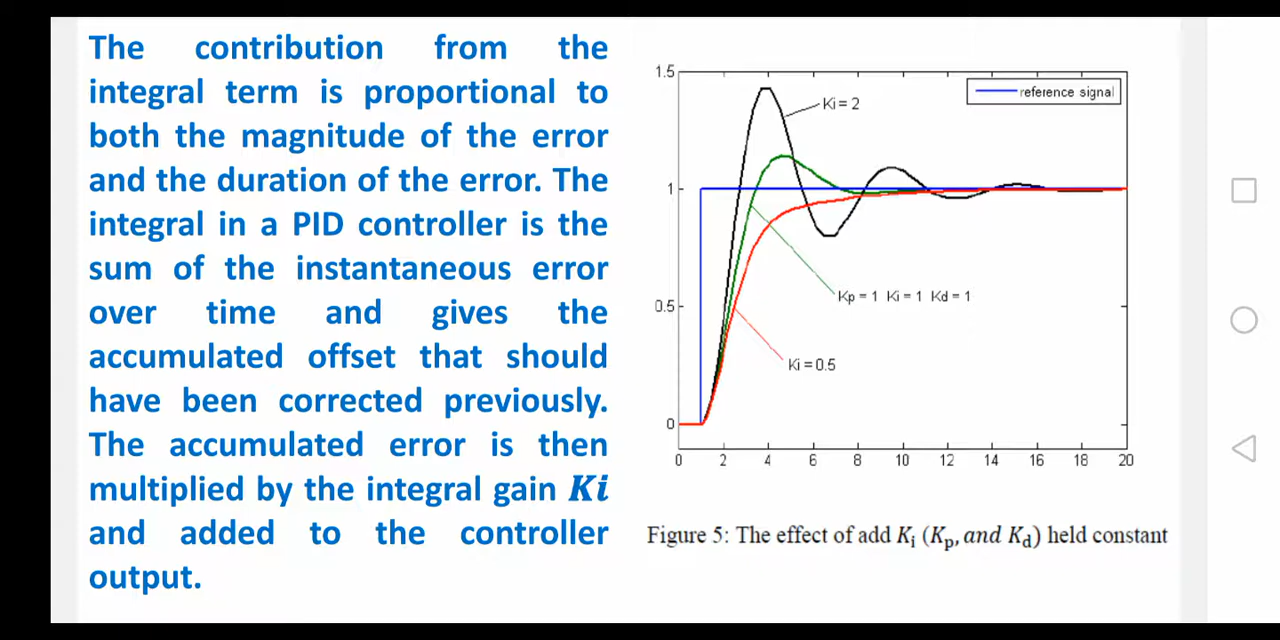 The contribution from the
integral term is proportional to
both the magnitude of the error
and the duration of the error. The
integral in a PID controller is the
sum of the instantaneous error
over time and gives the
accumulated offset that should
have been corrected previously.
The accumulated error is then
multiplied by the integral gain Ki
and added to the controller
output.
1.5
reference signal
Ki = 2
1
Kp = 1 Ki = 1 Kd = 1
0.5
Ki = 0.5
0
0 2 4 6 8 10 12 14 16 18 20
Figure 5: The effect of add Ki (Kp, and Kd) held constant